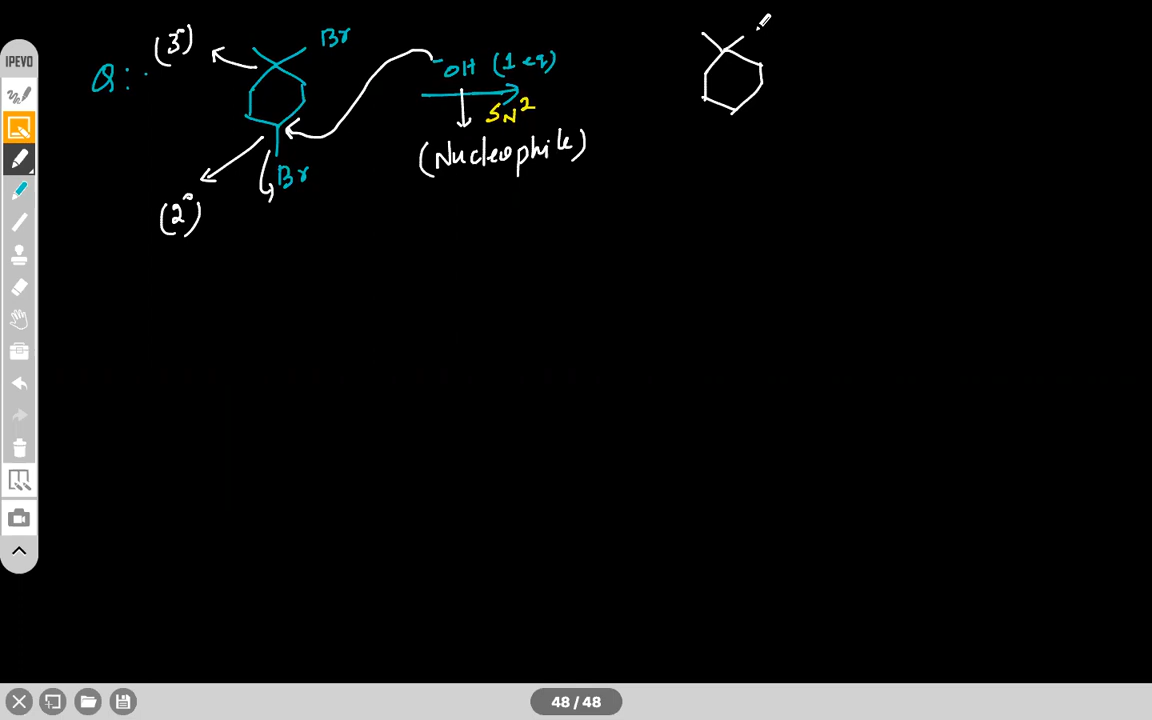 IPEVO
Q:
(3°)
Br
-OH (1 eq)
SN2
(Nucleophile)
Br
(2°)
48 / 48